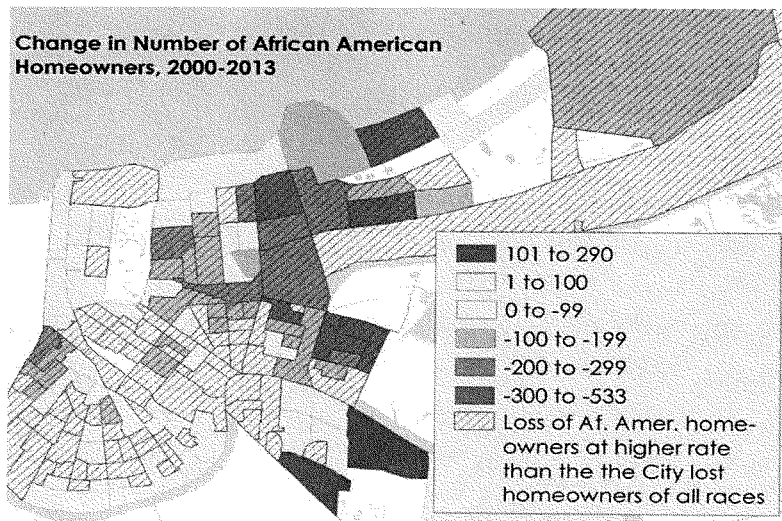 Change in Number of African American
Homeowners, 2000-2013
101 to 290
1 to 100
0 to -99
-100 to -199
-200 to -299
-300 to -533
Loss of Af. Amer. home-
owners at higher rate
than the the City lost
homeowners of all races